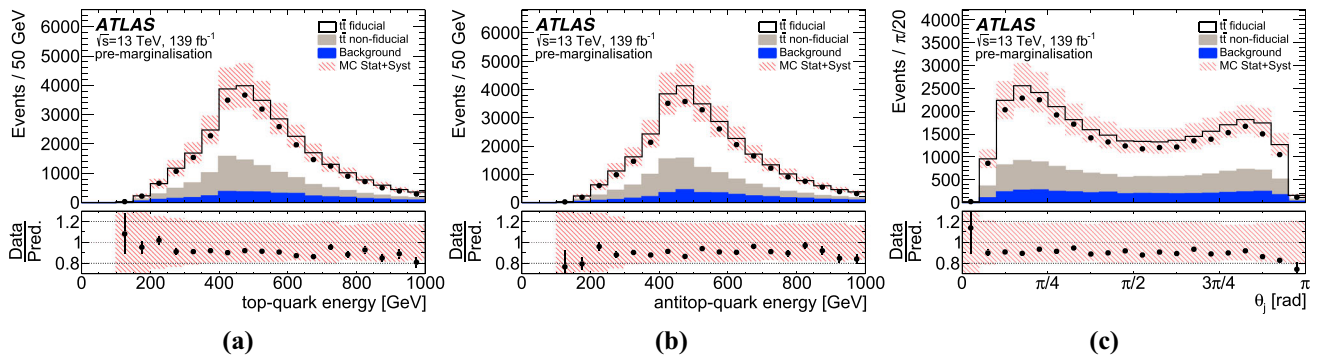 Events / 50 GeV
6000
5000
4000
3000
2000
1000
0
ATLAS
√s=13 TeV, 139 fb⁻¹
pre-marginalisation
tt̄ fiducial
tt̄ non-fiducial
Background
MC Stat+Syst
Data
Pred.
1.2
1
0.8
0 200 400 600 800 1000
top-quark energy [GeV]
(a)
Events / 50 GeV
6000
5000
4000
3000
2000
1000
0
ATLAS
√s=13 TeV, 139 fb⁻¹
pre-marginalisation
tt̄ fiducial
tt̄ non-fiducial
Background
MC Stat+Syst
Data
Pred.
1.2
1
0.8
0 200 400 600 800 1000
antitop-quark energy [GeV]
(b)
Events / π/20
4000
3500
3000
2500
2000
1500
1000
500
0
ATLAS
√s=13 TeV, 139 fb⁻¹
pre-marginalisation
tt̄ fiducial
tt̄ non-fiducial
Background
MC Stat+Syst
Data
Pred.
1.2
1
0.8
0 π/4 π/2 3π/4 π
θj [rad]
(c)